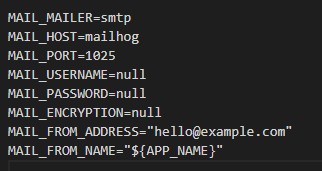 MAIL_MAILER=smtp
MAIL_HOST=mailhog
MAIL_PORT=1025
MAIL_USERNAME=null
MAIL_PASSWORD=null
MAIL_ENCRYPTION=null
MAIL_FROM_ADDRESS="hello@example.com"
MAIL_FROM_NAME="${APP_NAME}"